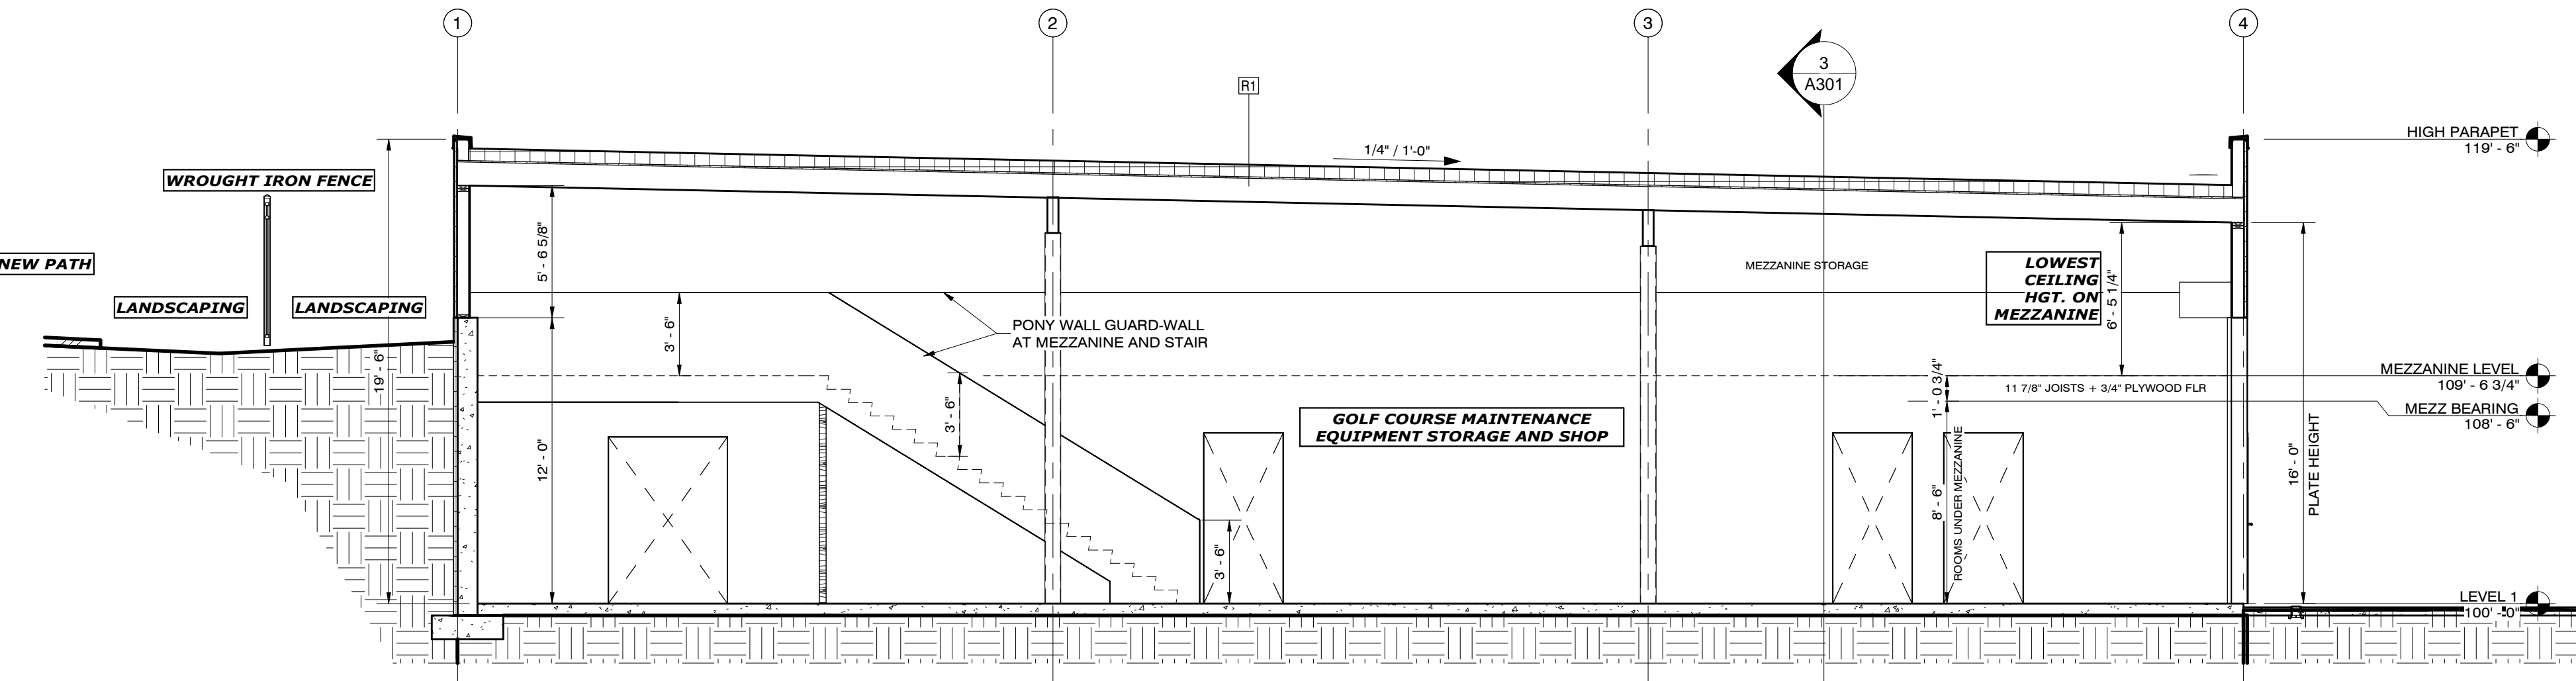 1
2
3
4
3
A301
R1
1/4" / 1'-0"
HIGH PARAPET
119' - 6"
WROUGHT IRON FENCE
NEW PATH
LANDSCAPING
LANDSCAPING
5' - 6 5/8"
19' - 6"
12' - 0"
3' - 6"
PONY WALL GUARD-WALL
AT MEZZANINE AND STAIR
3' - 6"
3' - 6"
MEZZANINE STORAGE
LOWEST
CEILING
HGT. ON
MEZZANINE
6' - 5 1/4"
GOLF COURSE MAINTENANCE
EQUIPMENT STORAGE AND SHOP
1' - 0 3/4"
11 7/8" JOISTS + 3/4" PLYWOOD FLR
8' - 6"
ROOMS UNDER MEZZANINE
16' - 0"
PLATE HEIGHT
MEZZANINE LEVEL
109' - 6 3/4"
MEZZ BEARING
108' - 6"
LEVEL 1
100' - 0"